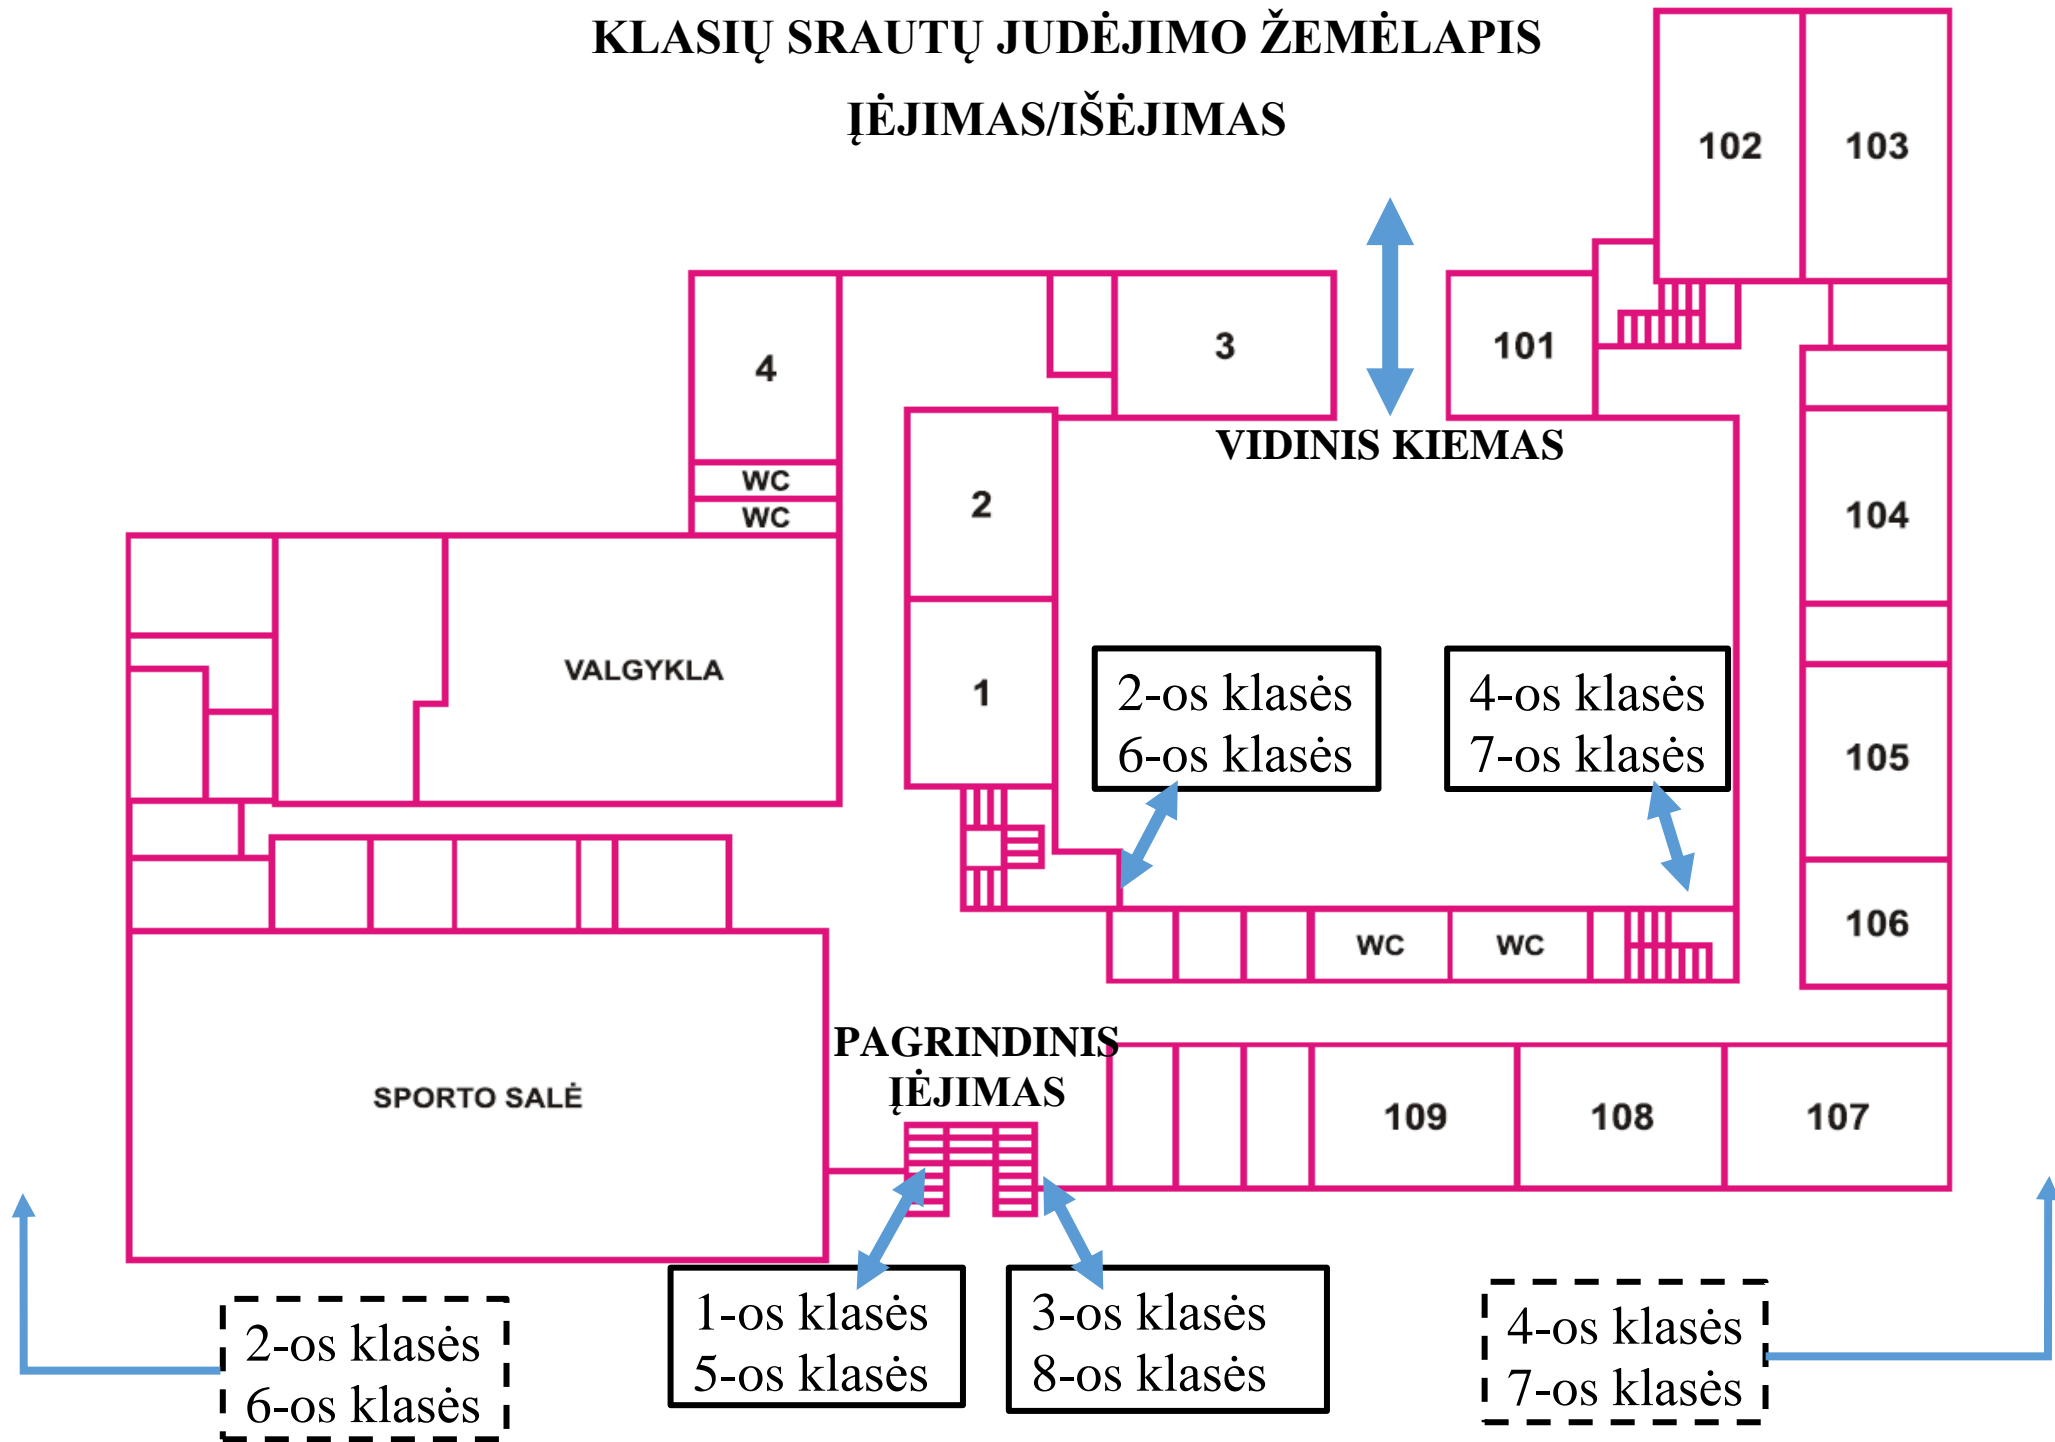 KLASIŲ SRAUTŲ JUDĖJIMO ŽEMĖLAPIS
ĮĖJIMAS/IŠĖJIMAS
102
103
3
101
4
VIDINIS KIEMAS
WC
WC
2
104
VALGYKLA
1
2-os klasės
6-os klasės
4-os klasės
7-os klasės
105
106
WC
WC
PAGRINDINIS
ĮĖJIMAS
SPORTO SALĖ
109
108
107
2-os klasės
6-os klasės
1-os klasės
5-os klasės
3-os klasės
8-os klasės
4-os klasės
7-os klasės